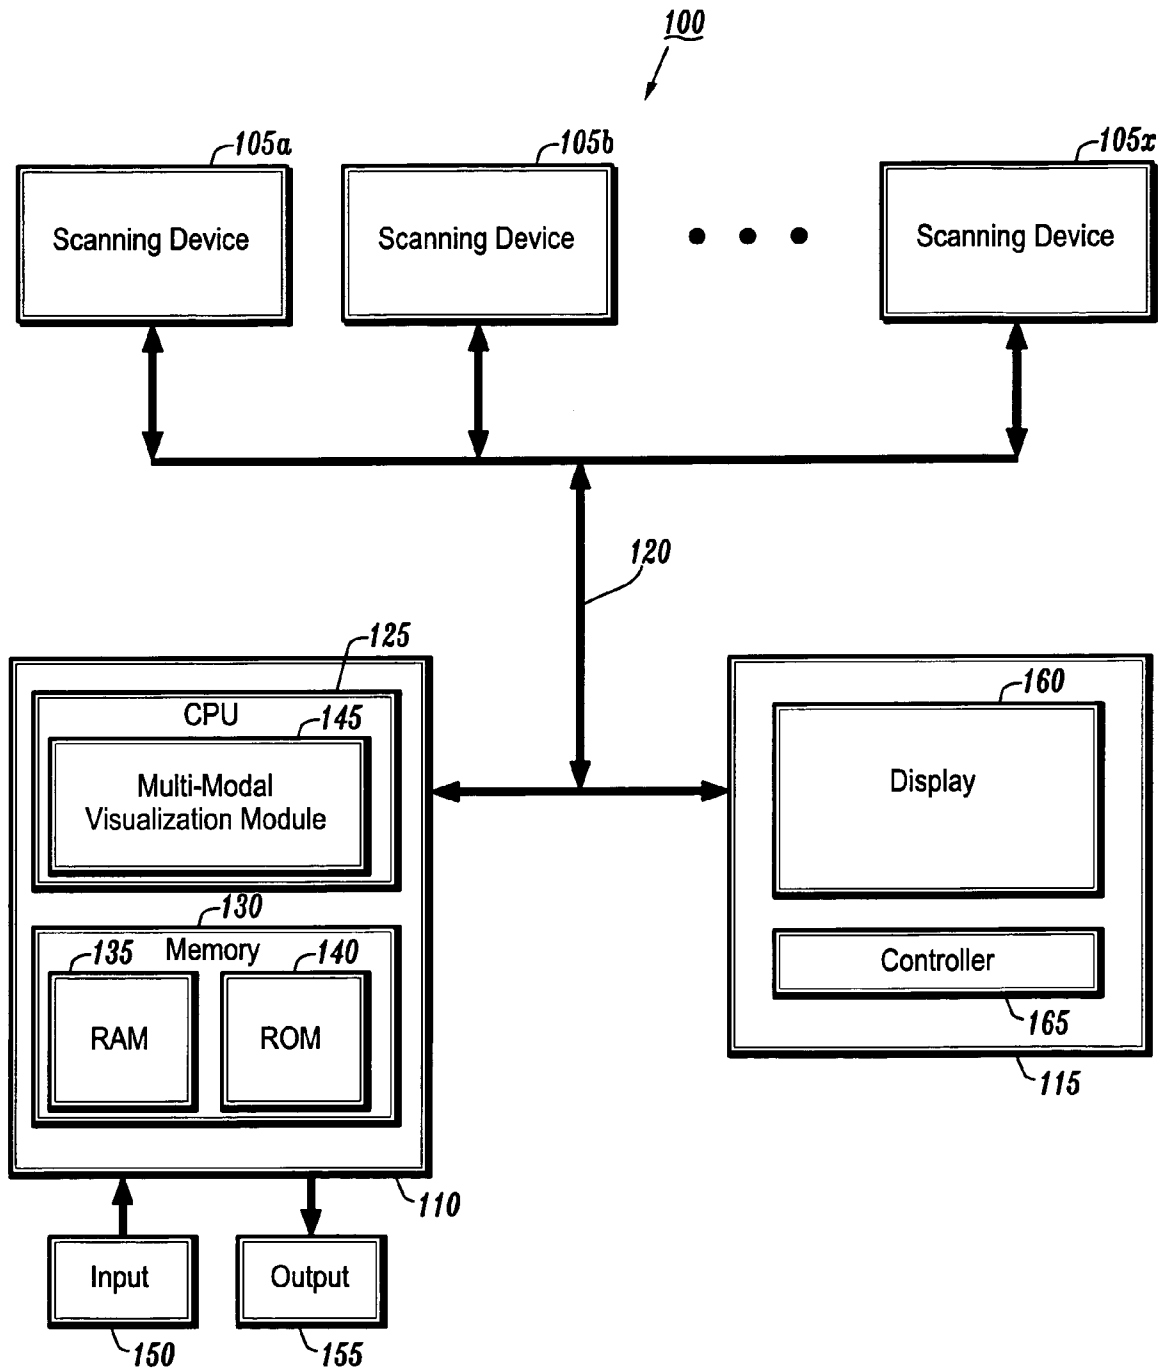 100
105a
105b
105x
Scanning Device
Scanning Device
Scanning Device
120
125
CPU
145
Multi-Modal
Visualization Module
130
Memory
135
140
RAM
ROM
110
Input
150
Output
155
160
Display
Controller
165
115